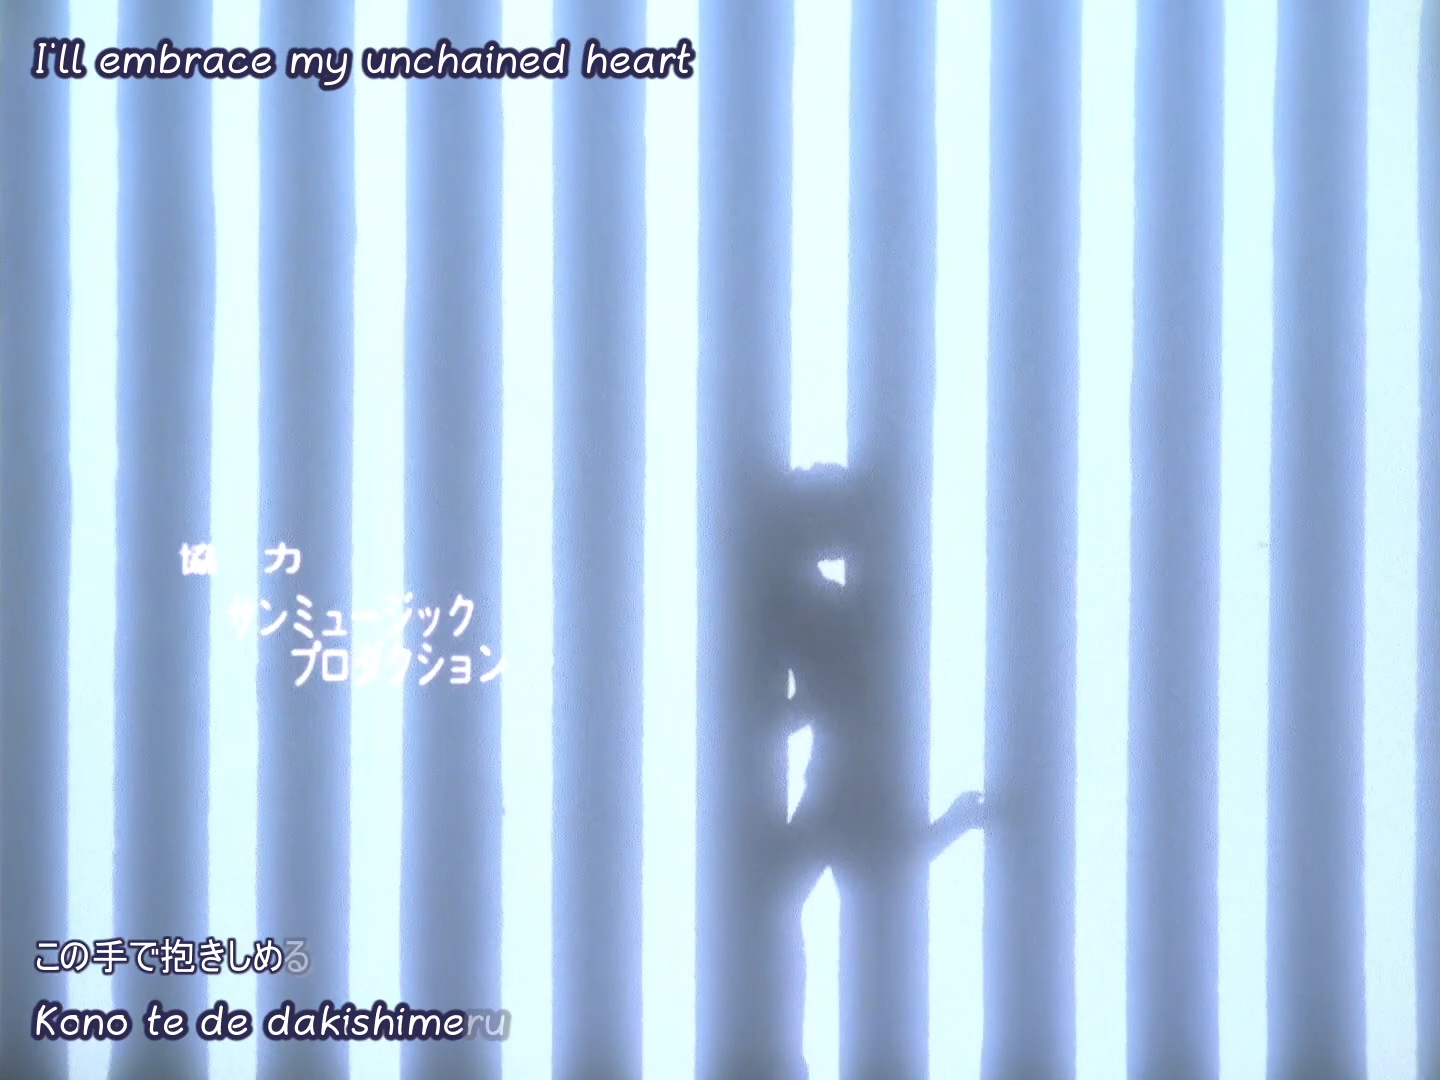 I'll embrace my unchained heart
協 力
サンミュージック
プロダクション
この手で抱きしめる
Kono te de dakishimeru